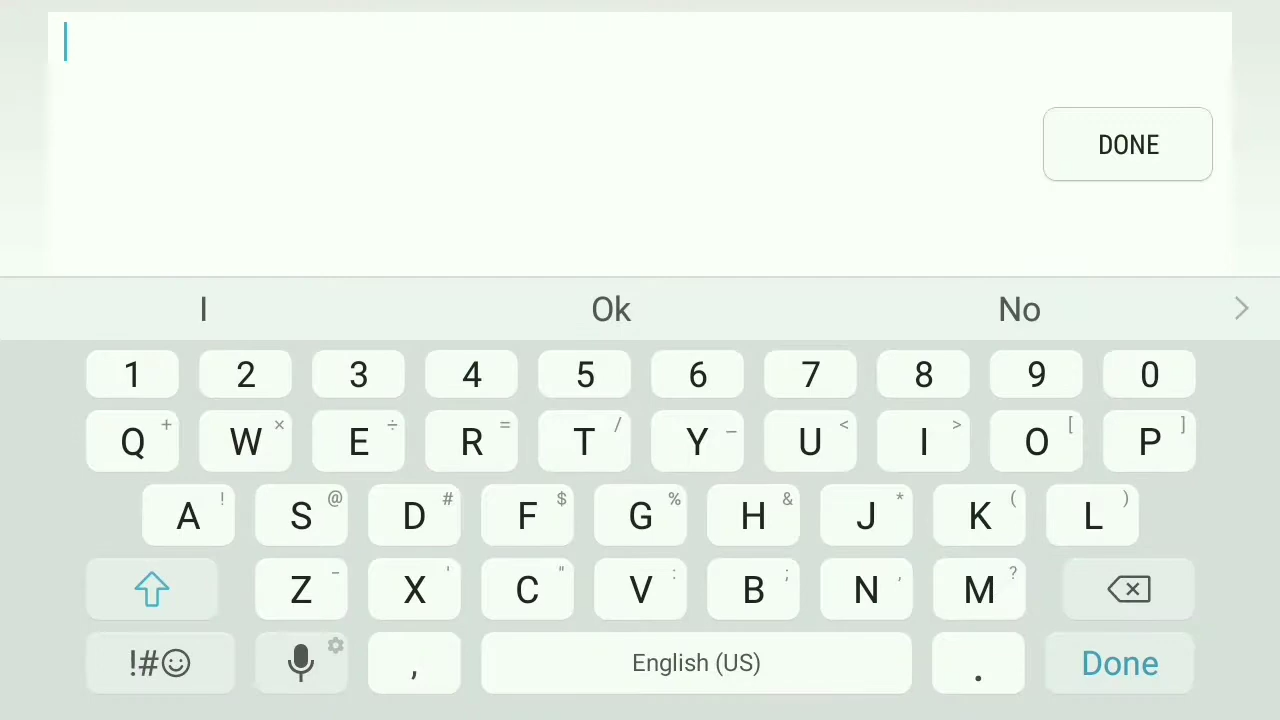 DONE
I Ok No
1 2 3 4 5 6 7 8 9 0
Q + W × E ÷ R = T / Y _ U < I > O [ P ]
A ! S @ D # F $ G % H & J * K ( L )
Z - X ' C " V : B ; N , M ?
!#☺ , English (US) . Done